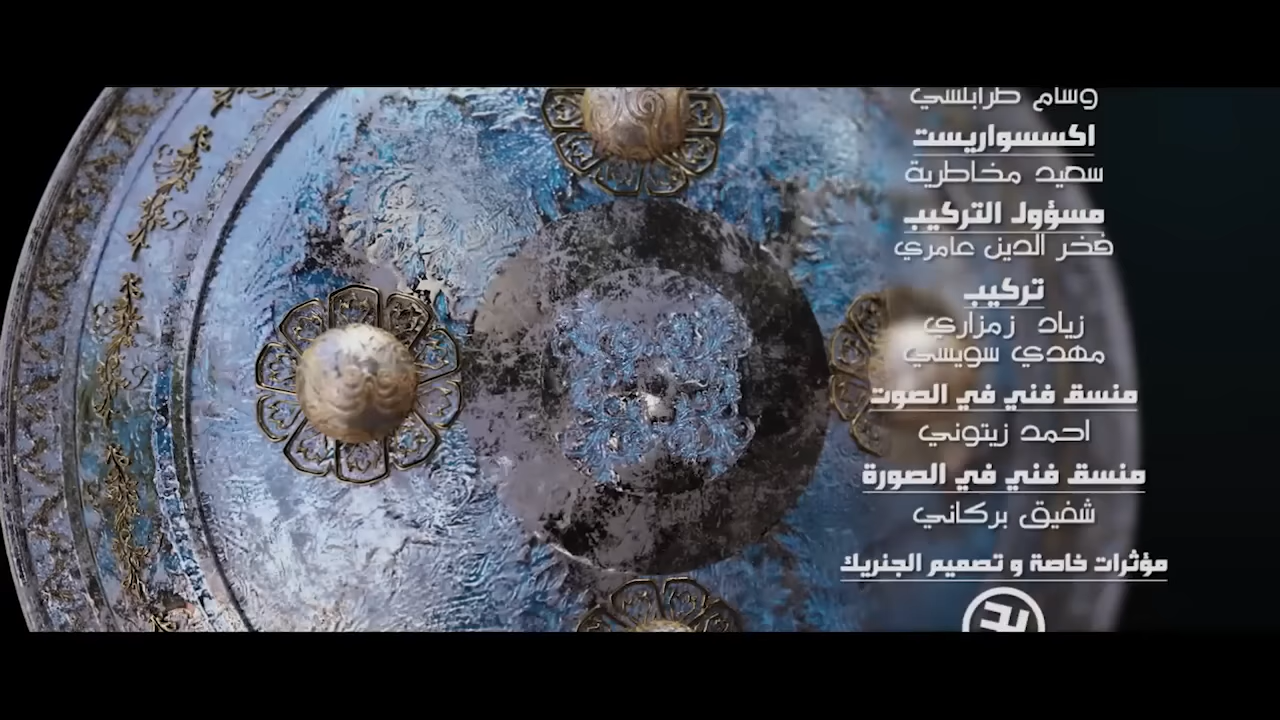 وسام طرابلسي
اكسسواريست
سعيد مخاطرية
مسؤول التركيب
فخر الدين عامري
تركيب
زياد زمزاري
مهدي سويسي
منسق فني في الصوت
احمد زيتوني
منسق فني في الصورة
شفيق بركاني
مؤثرات خاصة و تصميم الجنريك